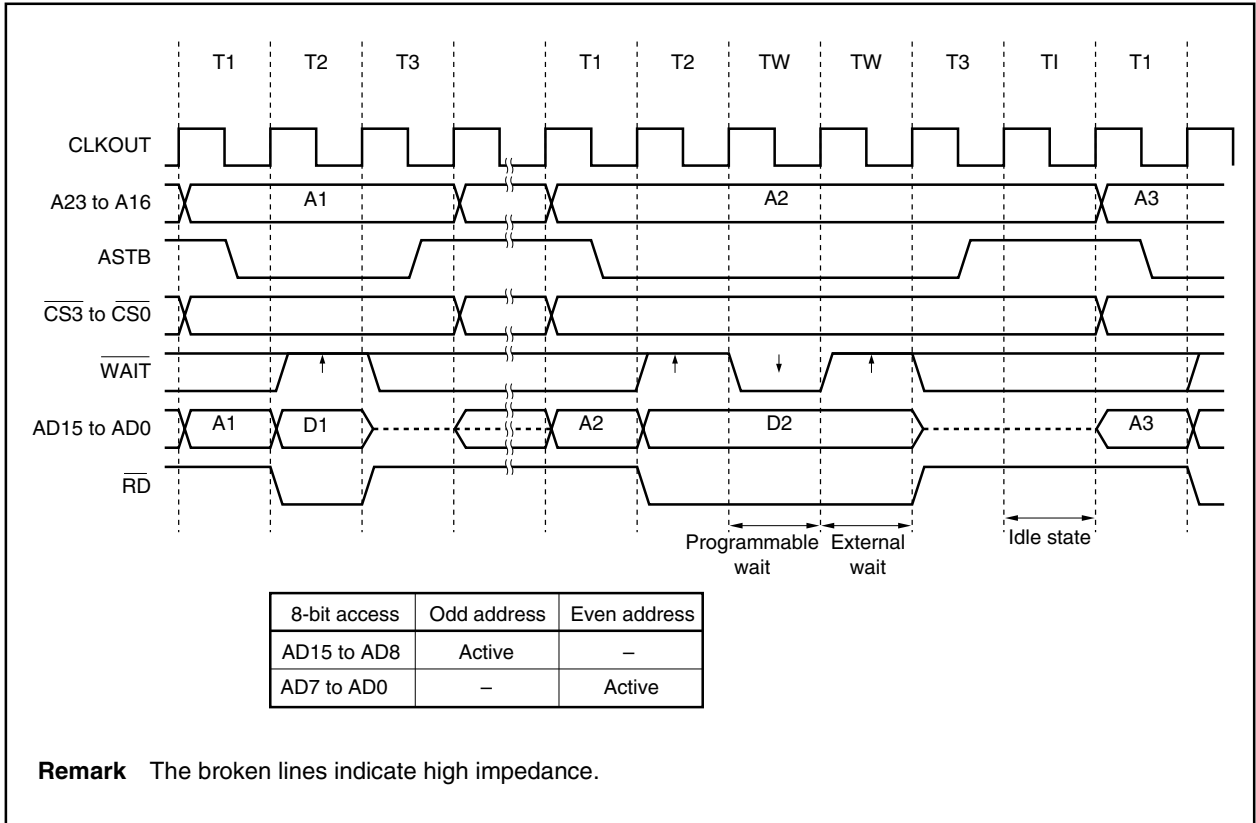 T1 T2 T3 T1 T2 TW TW T3 TI T1
CLKOUT
A23 to A16 A1 A2 A3
ASTB
CS3 to CS0
WAIT
AD15 to AD0 A1 D1 A2 D2 A3
RD
Programmable wait
External wait
Idle state
8-bit access Odd address Even address
AD15 to AD8 Active –
AD7 to AD0 – Active
Remark The broken lines indicate high impedance.